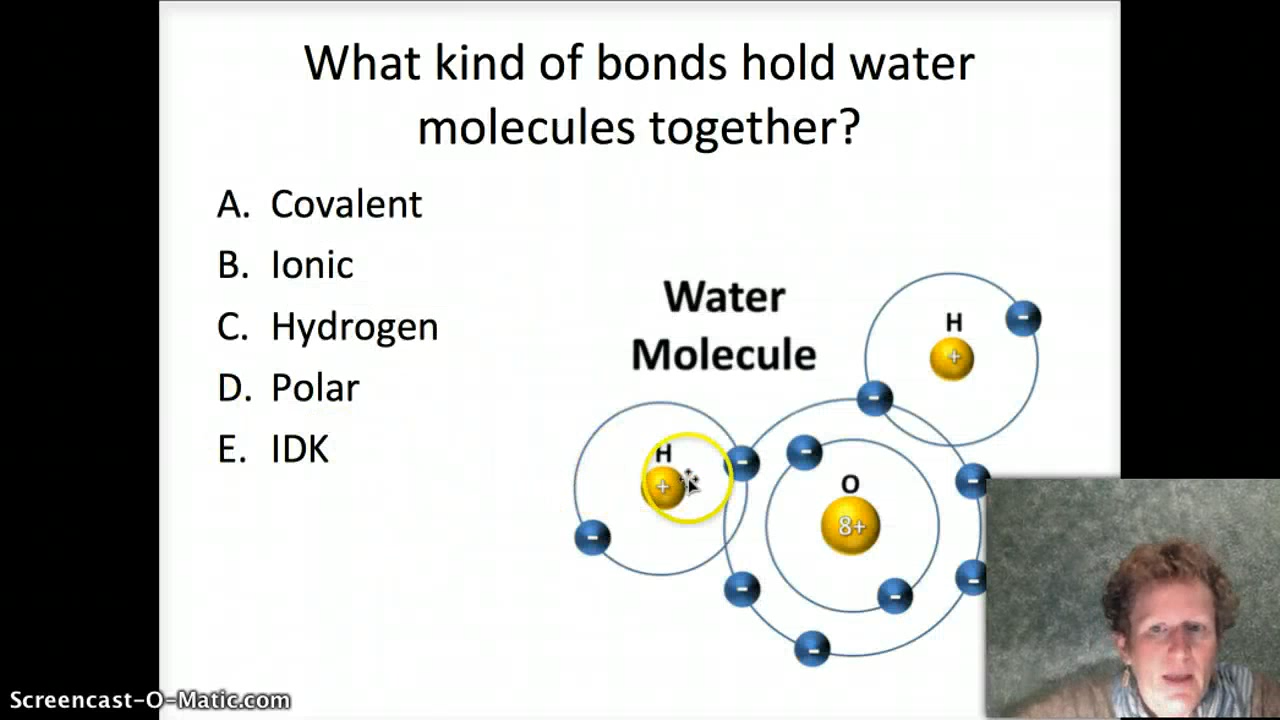 What kind of bonds hold water
molecules together?
A. Covalent
B. Ionic
C. Hydrogen
D. Polar
E. IDK
Water
Molecule
H
+
-
-
H
+
-
-
-
O
8+
-
-
-
-
-
Screencast-O-Matic.com